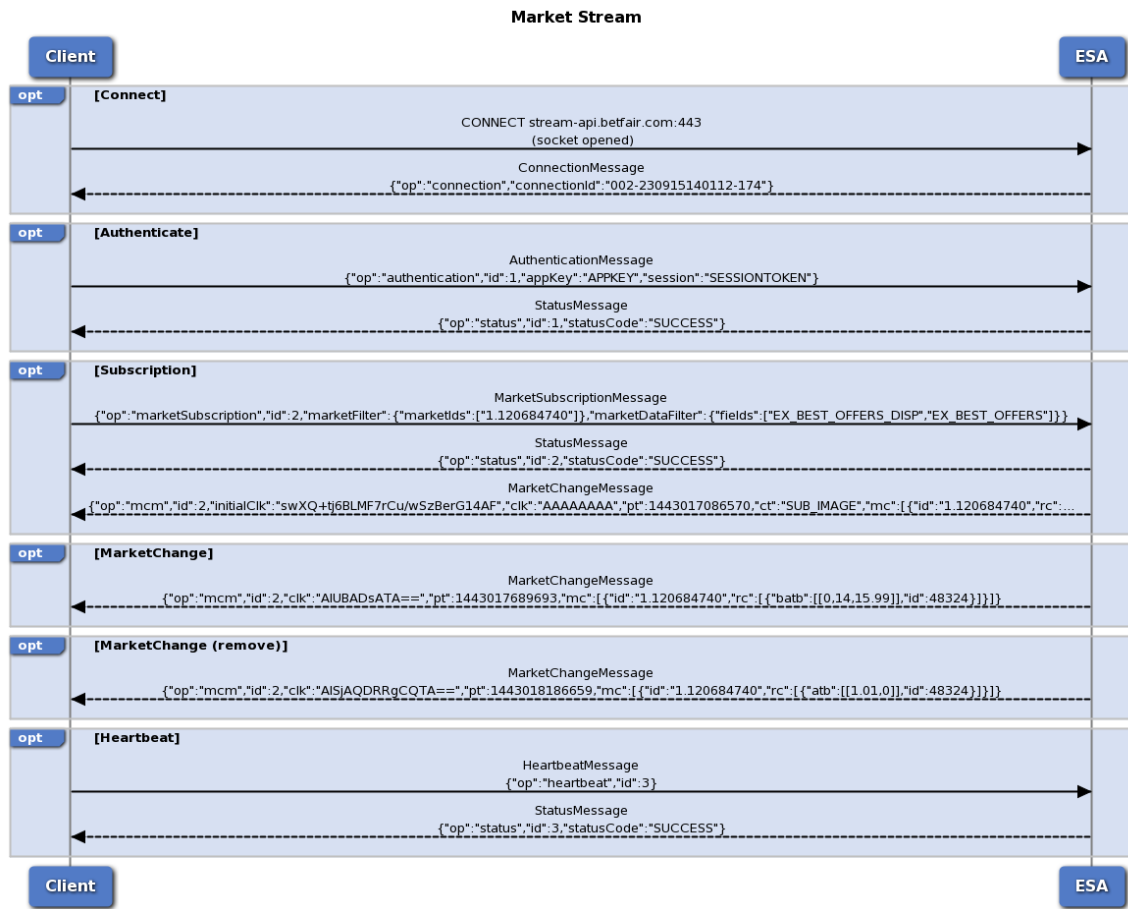 Market Stream
Client
ESA
opt
[Connect]
CONNECT stream-api.betfair.com:443
(socket opened)
ConnectionMessage
{"op":"connection","connectionId":"002-230915140112-174"}
opt
[Authenticate]
AuthenticationMessage
{"op":"authentication","id":1,"appKey":"APPKEY","session":"SESSIONTOKEN"}
StatusMessage
{"op":"status","id":1,"statusCode":"SUCCESS"}
opt
[Subscription]
MarketSubscriptionMessage
{"op":"marketSubscription","id":2,"marketFilter":{"marketIds":["1.120684740"]},"marketDataFilter":{"fields":["EX_BEST_OFFERS_DISP","EX_BEST_OFFERS"]}}
StatusMessage
{"op":"status","id":2,"statusCode":"SUCCESS"}
MarketChangeMessage
{"op":"mcm","id":2,"initialClk":"swXQ+tj6BLMF7rCu/wSzBerG14AF","clk":"AAAAAAAA","pt":1443017086570,"ct":"SUB_IMAGE","mc":[{"id":"1.120684740","rc":...
opt
[MarketChange]
MarketChangeMessage
{"op":"mcm","id":2,"clk":"AIUBADsATA==","pt":1443017689693,"mc":[{"id":"1.120684740","rc":[{"batb":[[0,14,15.99]],"id":48324}]}]}
opt
[MarketChange (remove)]
MarketChangeMessage
{"op":"mcm","id":2,"clk":"AISjAQDRRgCQTA==","pt":1443018186659,"mc":[{"id":"1.120684740","rc":[{"atb":[[1.01,0]],"id":48324}]}]}
opt
[Heartbeat]
HeartbeatMessage
{"op":"heartbeat","id":3}
StatusMessage
{"op":"status","id":3,"statusCode":"SUCCESS"}
Client
ESA